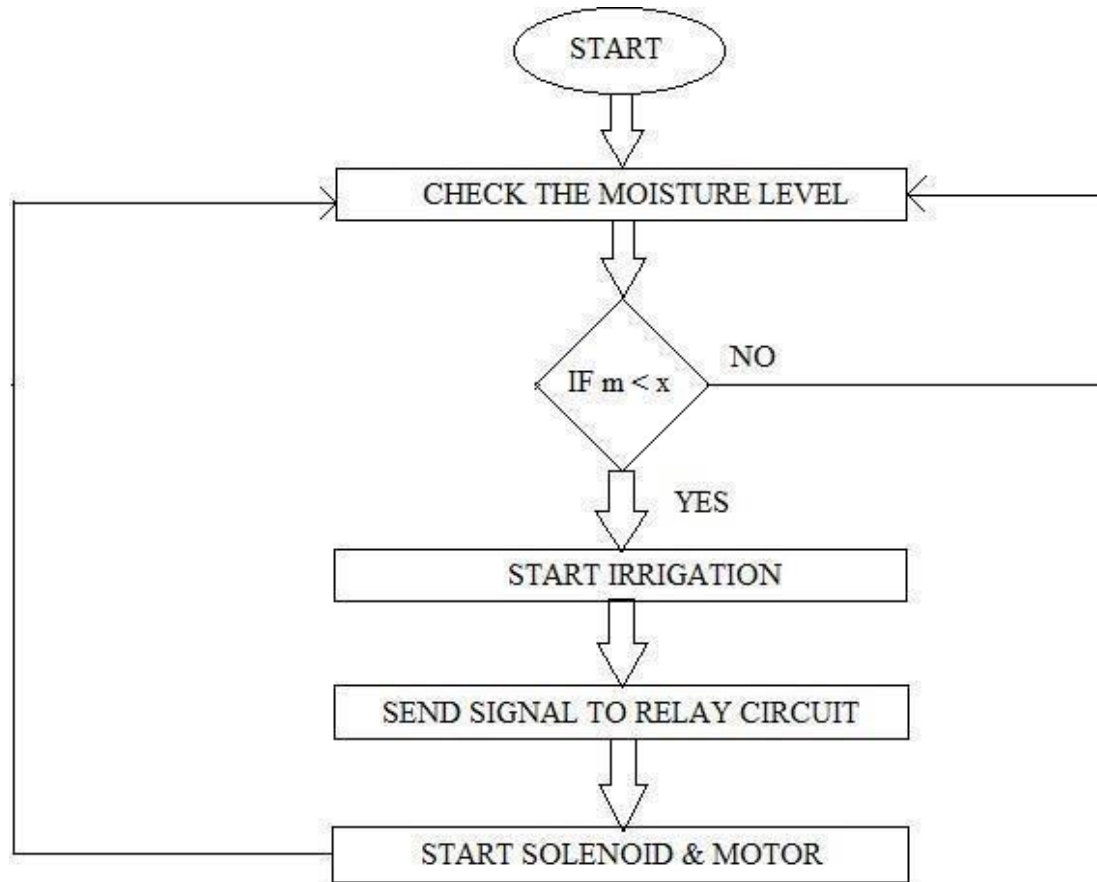 START
CHECK THE MOISTURE LEVEL
IF m < x
NO
YES
START IRRIGATION
SEND SIGNAL TO RELAY CIRCUIT
START SOLENOID & MOTOR